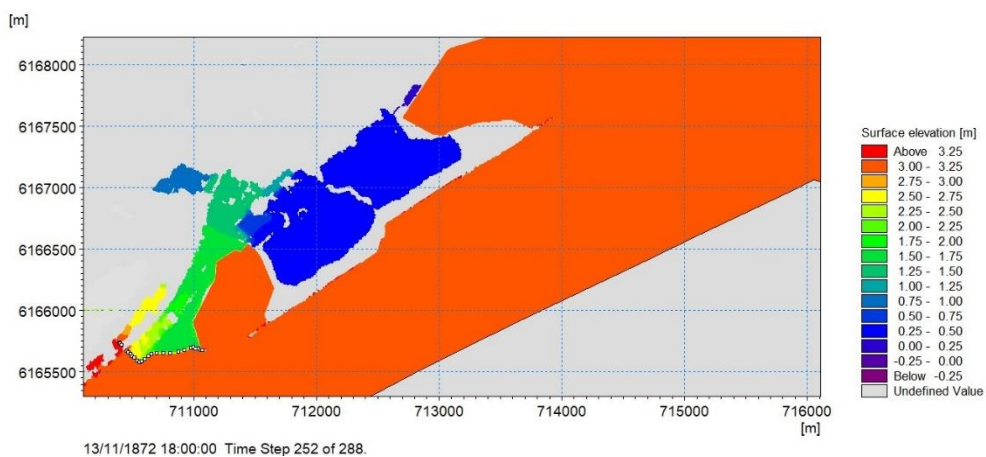 [m]
6168000
6167500
6167000
6166500
6166000
6165500
711000 712000 713000 714000 715000 716000
[m]
13/11/1872 18:00:00 Time Step 252 of 288.
Surface elevation [m]
Above 3.25
3.00 - 3.25
2.75 - 3.00
2.50 - 2.75
2.25 - 2.50
2.00 - 2.25
1.75 - 2.00
1.50 - 1.75
1.25 - 1.50
1.00 - 1.25
0.75 - 1.00
0.50 - 0.75
0.25 - 0.50
0.00 - 0.25
-0.25 - 0.00
Below -0.25
Undefined Value